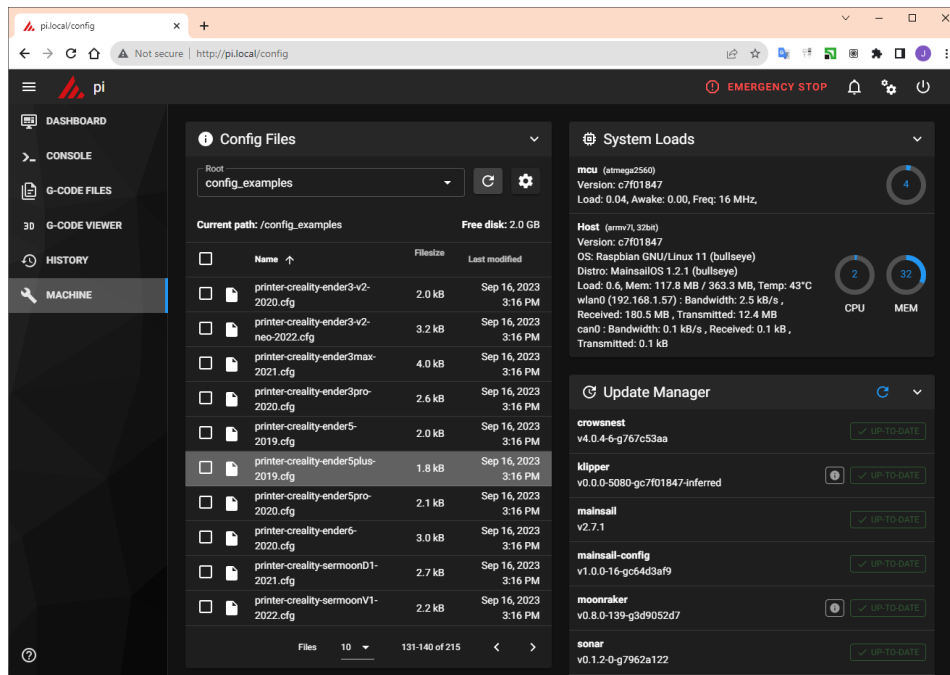 pi.local/config
Not secure
http://pi.local/config
J
pi
EMERGENCY STOP
DASHBOARD
CONSOLE
G-CODE FILES
3D G-CODE VIEWER
HISTORY
MACHINE
Config Files
Root
config_examples
Current path: /config_examples
Free disk: 2.0 GB
Name
Filesize
Last modified
printer-creality-ender3-v2-
2020.cfg
2.0 kB
Sep 16, 2023
3:16 PM
printer-creality-ender3-v2-
neo-2022.cfg
3.2 kB
Sep 16, 2023
3:16 PM
printer-creality-ender3max-
2021.cfg
4.0 kB
Sep 16, 2023
3:16 PM
printer-creality-ender3pro-
2020.cfg
2.6 kB
Sep 16, 2023
3:16 PM
printer-creality-ender5-
2019.cfg
2.0 kB
Sep 16, 2023
3:16 PM
printer-creality-ender5plus-
2019.cfg
1.8 kB
Sep 16, 2023
3:16 PM
printer-creality-ender5pro-
2020.cfg
2.1 kB
Sep 16, 2023
3:16 PM
printer-creality-ender6-
2020.cfg
3.0 kB
Sep 16, 2023
3:16 PM
printer-creality-sermoonD1-
2021.cfg
2.7 kB
Sep 16, 2023
3:16 PM
printer-creality-sermoonV1-
2022.cfg
2.2 kB
Sep 16, 2023
3:16 PM
Files
10
131-140 of 215
System Loads
mcu (atmega2560)
Version: c7f01847
Load: 0.04, Awake: 0.00, Freq: 16 MHz,
4
Host (armv7l, 32bit)
Version: c7f01847
OS: Raspbian GNU/Linux 11 (bullseye)
Distro: MainsailOS 1.2.1 (bullseye)
Load: 0.6, Mem: 117.8 MB / 363.3 MB, Temp: 43°C
wlan0 (192.168.1.57) : Bandwidth: 2.5 kB/s ,
Received: 180.5 MB , Transmitted: 12.4 MB
can0 : Bandwidth: 0.1 kB/s , Received: 0.1 kB ,
Transmitted: 0.1 kB
2
CPU
32
MEM
Update Manager
crowsnest
v4.0.4-6-g767c53aa
UP-TO-DATE
klipper
v0.0.0-5080-gc7f01847-inferred
UP-TO-DATE
mainsail
v2.7.1
UP-TO-DATE
mainsail-config
v1.0.0-16-gc64d3af9
UP-TO-DATE
moonraker
v0.8.0-139-g3d9052d7
UP-TO-DATE
sonar
v0.1.2-0-g7962a122
UP-TO-DATE